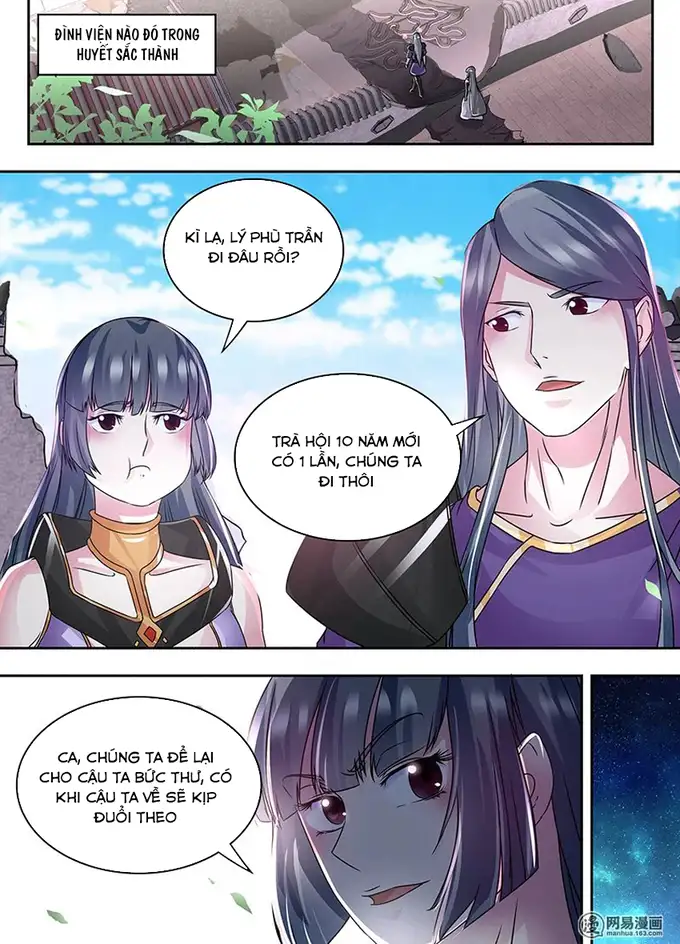 ĐÌNH VIỆN NÀO ĐÓ TRONG
HUYẾT SẮC THÀNH
KÌ LẠ, LÝ PHÙ TRẦN
ĐI ĐÂU RỒI?
TRÀ HỘI 10 NĂM MỚI
CÓ 1 LẦN, CHÚNG TA
ĐI THÔI
CA, CHÚNG TA ĐỂ LẠI
CHO CẬU TA BỨC THƯ, CÓ
KHI CẬU TA VỀ SẼ KỊP
ĐUỔI THEO
网易漫画
manhua.163.com